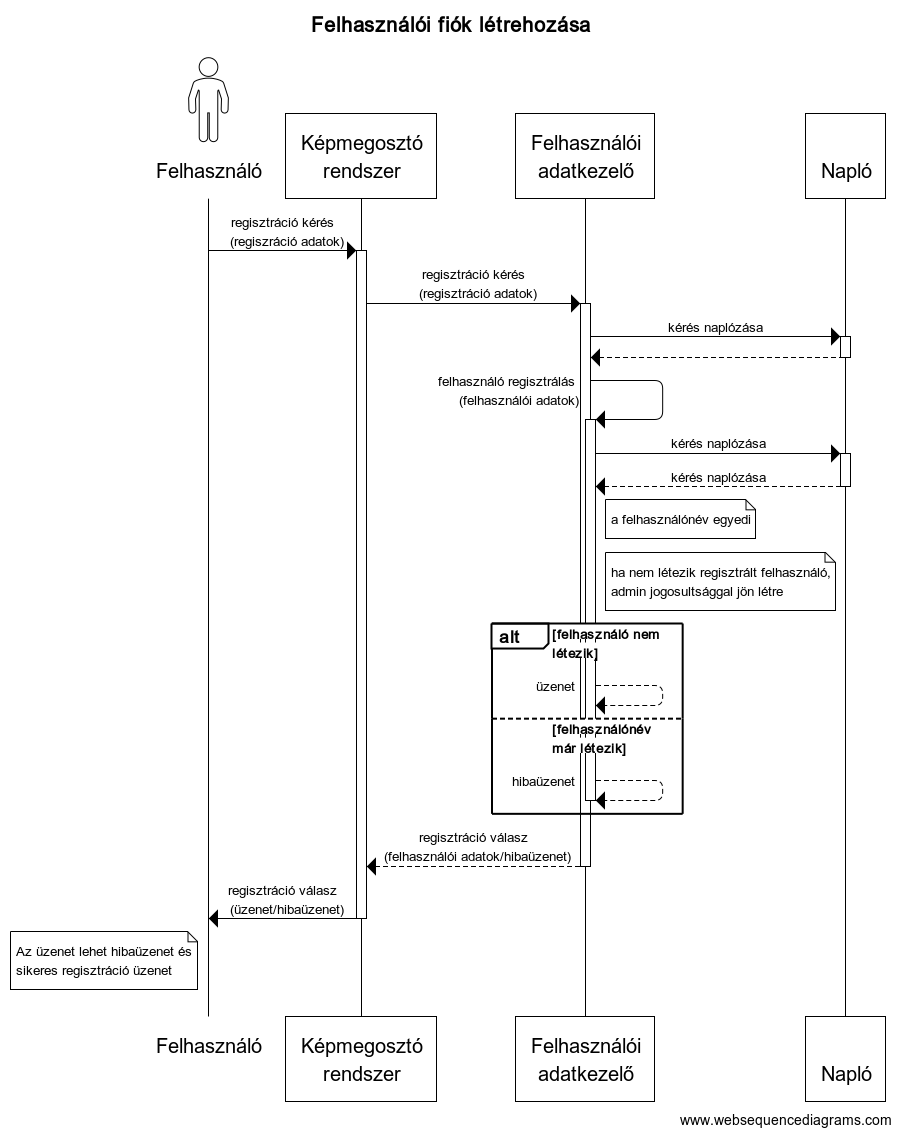 Felhasználói fiók létrehozása
Felhasználó
Képmegosztó
rendszer
Felhasználói
adatkezelő
Napló
regisztráció kérés
(regiszráció adatok)
regisztráció kérés
(regisztráció adatok)
kérés naplózása
felhasználó regisztrálás
(felhasználói adatok)
kérés naplózása
kérés naplózása
a felhasználónév egyedi
ha nem létezik regisztrált felhasználó,
admin jogosultsággal jön létre
alt
[felhasználó nem
létezik]
üzenet
[felhasználónév
már létezik]
hibaüzenet
regisztráció válasz
(felhasználói adatok/hibaüzenet)
regisztráció válasz
(üzenet/hibaüzenet)
Az üzenet lehet hibaüzenet és
sikeres regisztráció üzenet
Felhasználó
Képmegosztó
rendszer
Felhasználói
adatkezelő
Napló
www.websequencediagrams.com